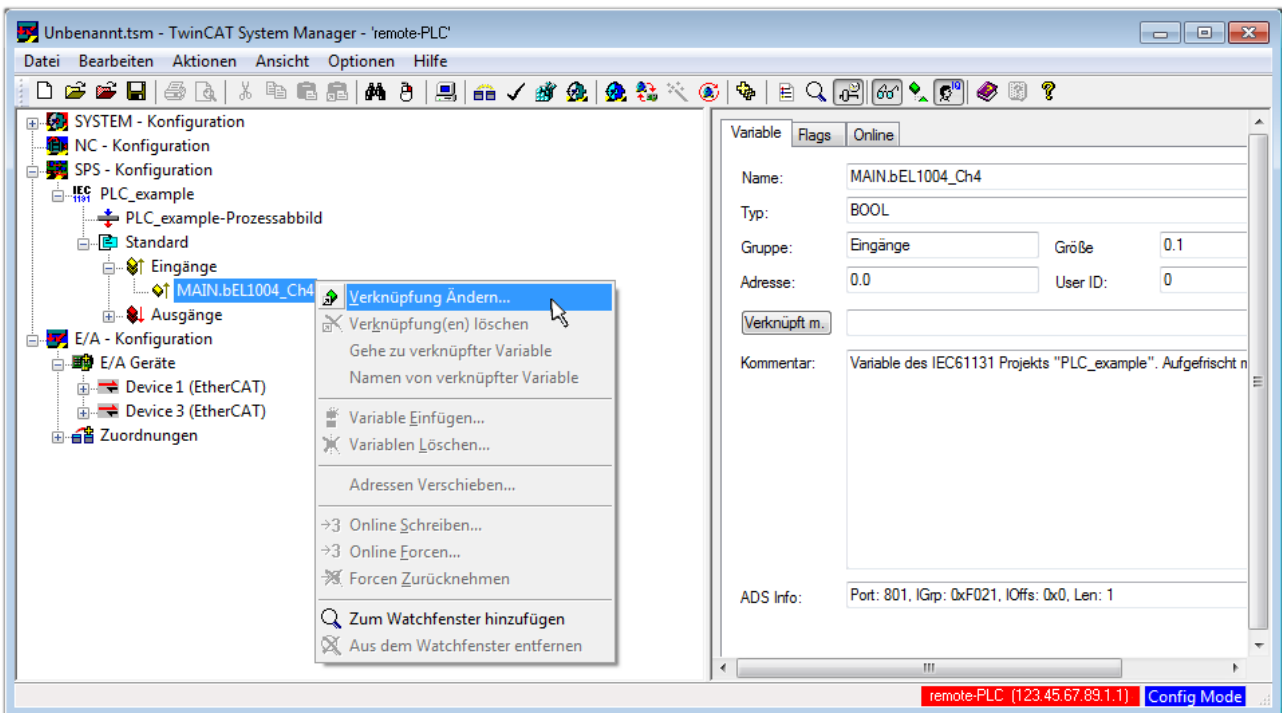 Unbenannt.tsm - TwinCAT System Manager - 'remote-PLC'
Datei Bearbeiten Aktionen Ansicht Optionen Hilfe
SYSTEM - Konfiguration
NC - Konfiguration
SPS - Konfiguration
IEC 1131 PLC_example
PLC_example-Prozessabbild
Standard
Eingänge
MAIN.bEL1004_Ch4
Ausgänge
E/A - Konfiguration
E/A Geräte
Device 1 (EtherCAT)
Device 3 (EtherCAT)
Zuordnungen
Verknüpfung Ändern...
Verknüpfung(en) löschen
Gehe zu verknüpfter Variable
Namen von verknüpfter Variable
Variable Einfügen...
Variablen Löschen...
Adressen Verschieben...
→3 Online Schreiben...
→3 Online Forcen...
Forcen Zurücknehmen
Zum Watchfenster hinzufügen
Aus dem Watchfenster entfernen
Variable Flags Online
Name: MAIN.bEL1004_Ch4
Typ: BOOL
Gruppe: Eingänge Größe 0.1
Adresse: 0.0 User ID: 0
Verknüpft m.
Kommentar: Variable des IEC61131 Projekts "PLC_example". Aufgefrischt m
ADS Info: Port: 801, IGrp: 0xF021, IOffs: 0x0, Len: 1
remote-PLC (123.45.67.89.1.1) Config Mode